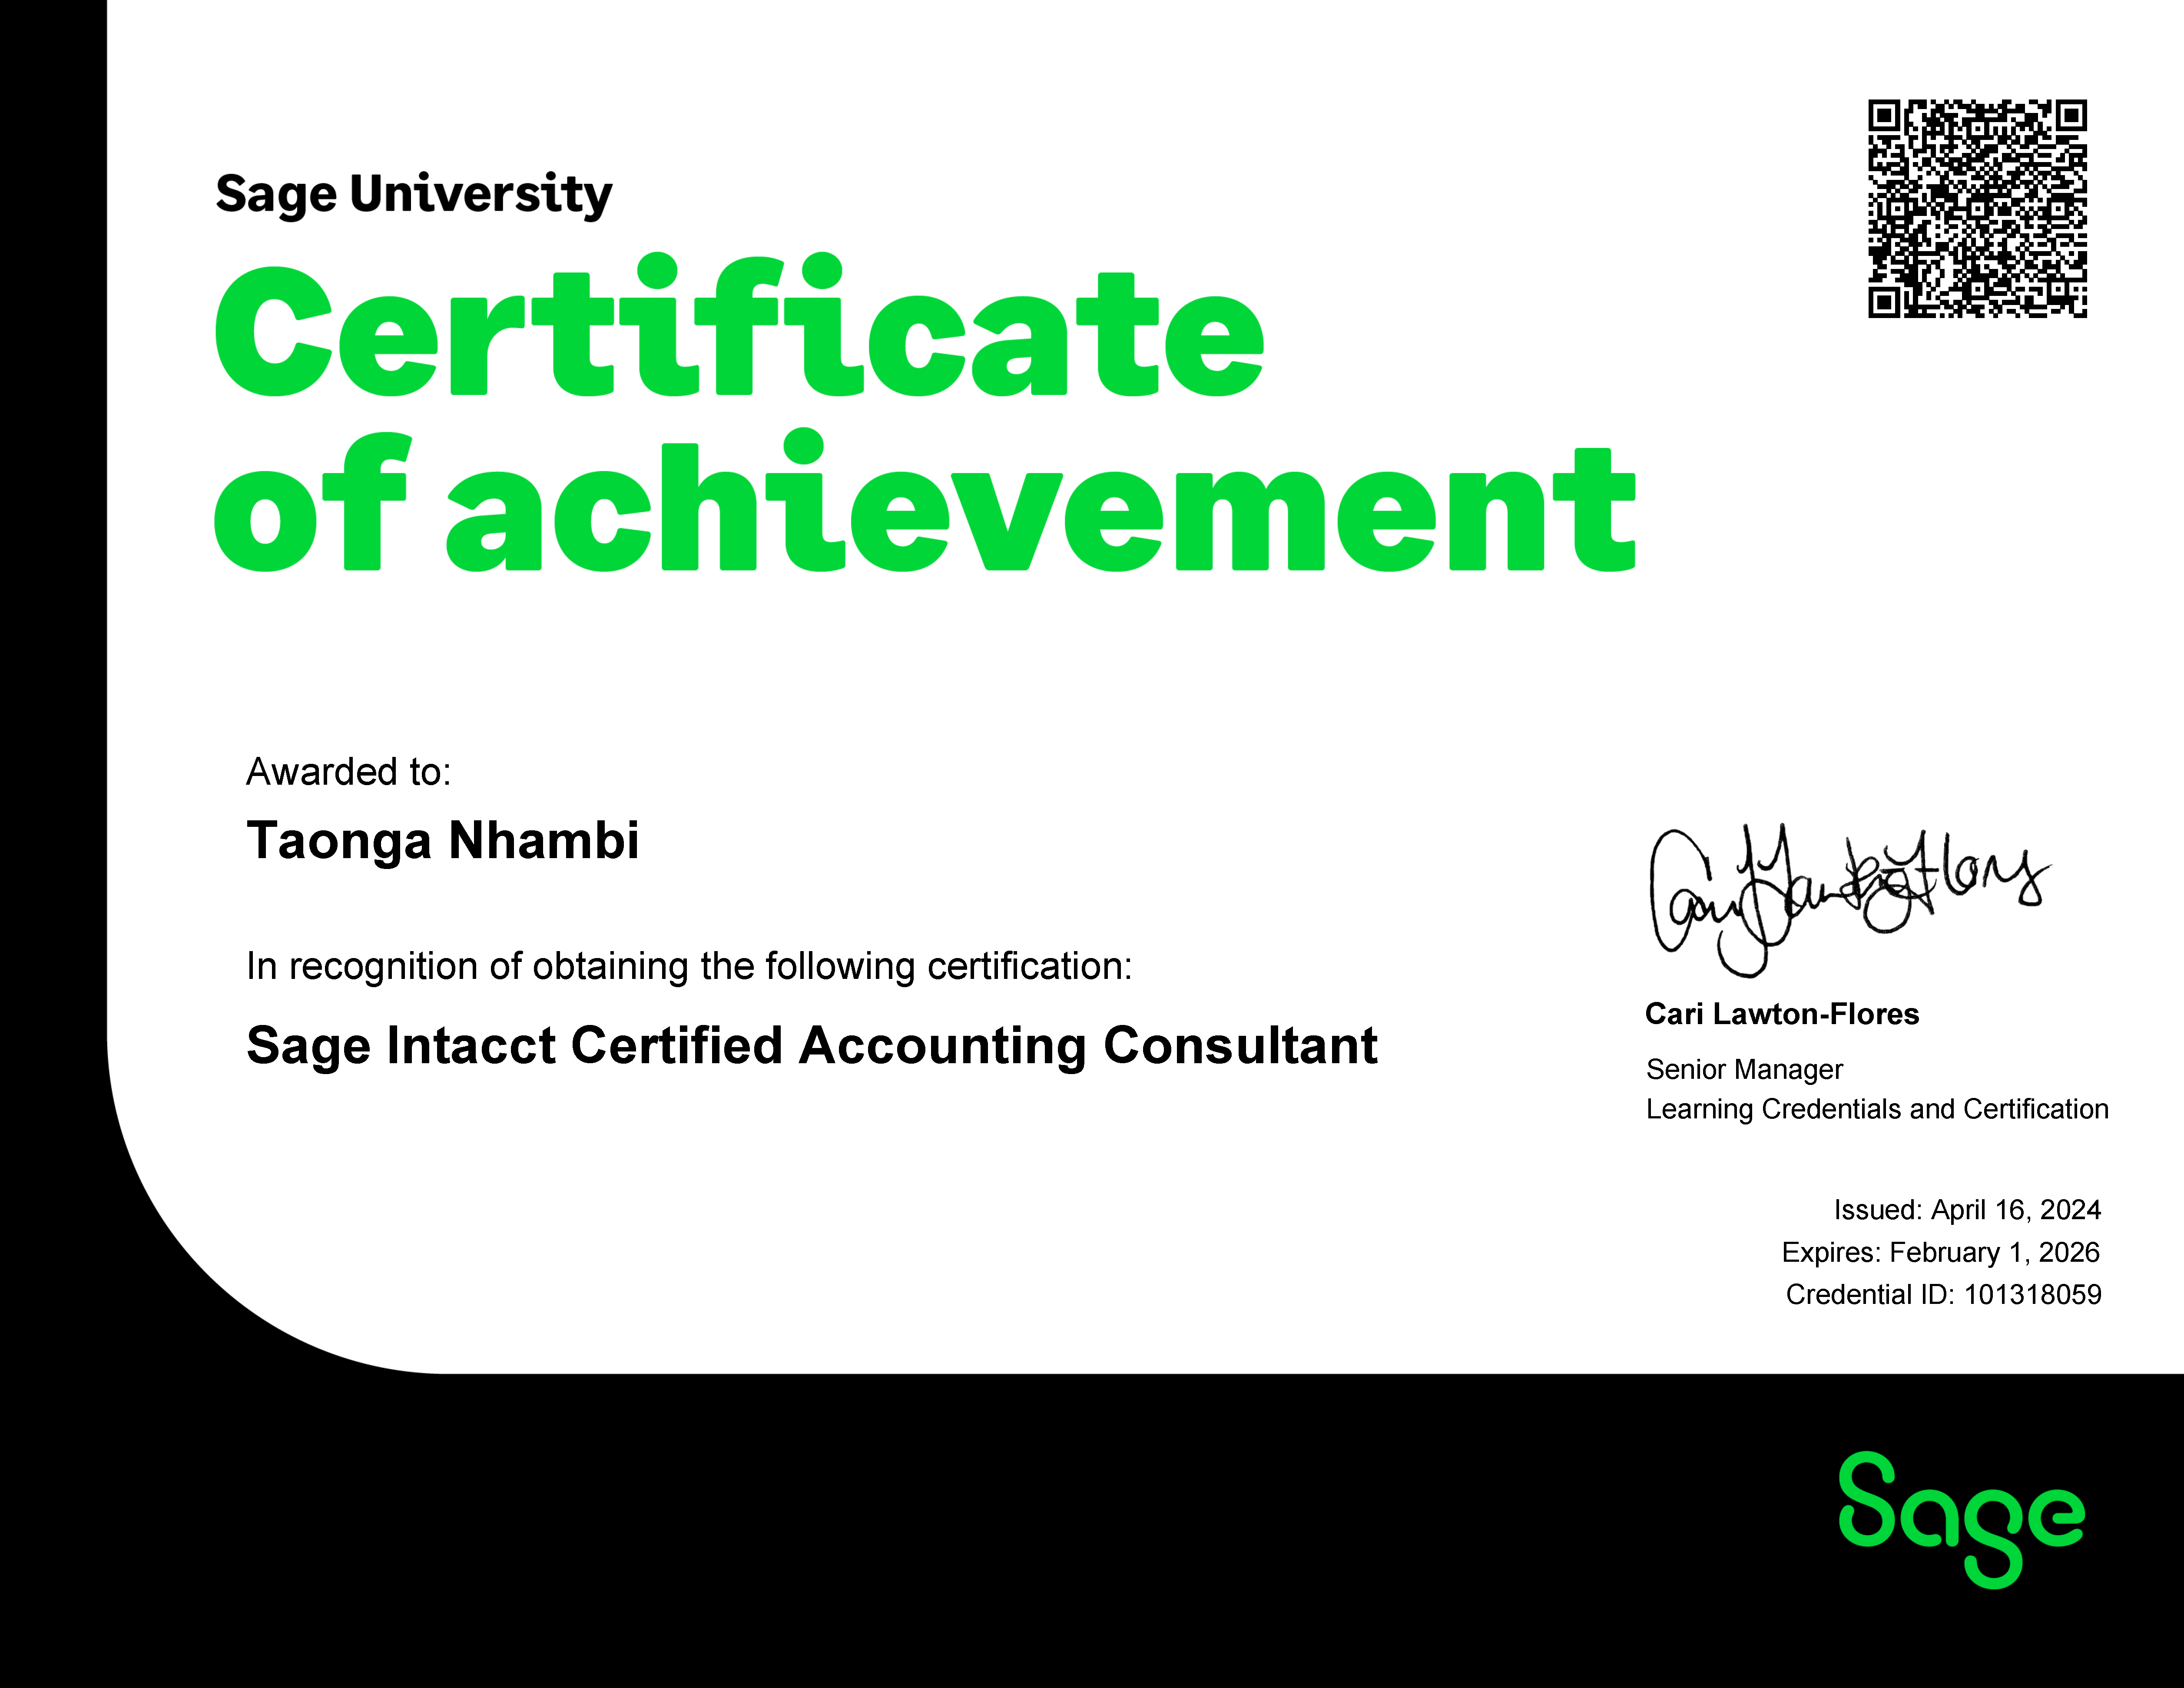 Sage University
Certificate
of achievement
Awarded to:
Taonga Nhambi
In recognition of obtaining the following certification:
Sage Intacct Certified Accounting Consultant
Cari Lawton-Flores
Cari Lawton-Flores
Senior Manager
Learning Credentials and Certification
Issued: April 16, 2024
Expires: February 1, 2026
Credential ID: 101318059
Sage